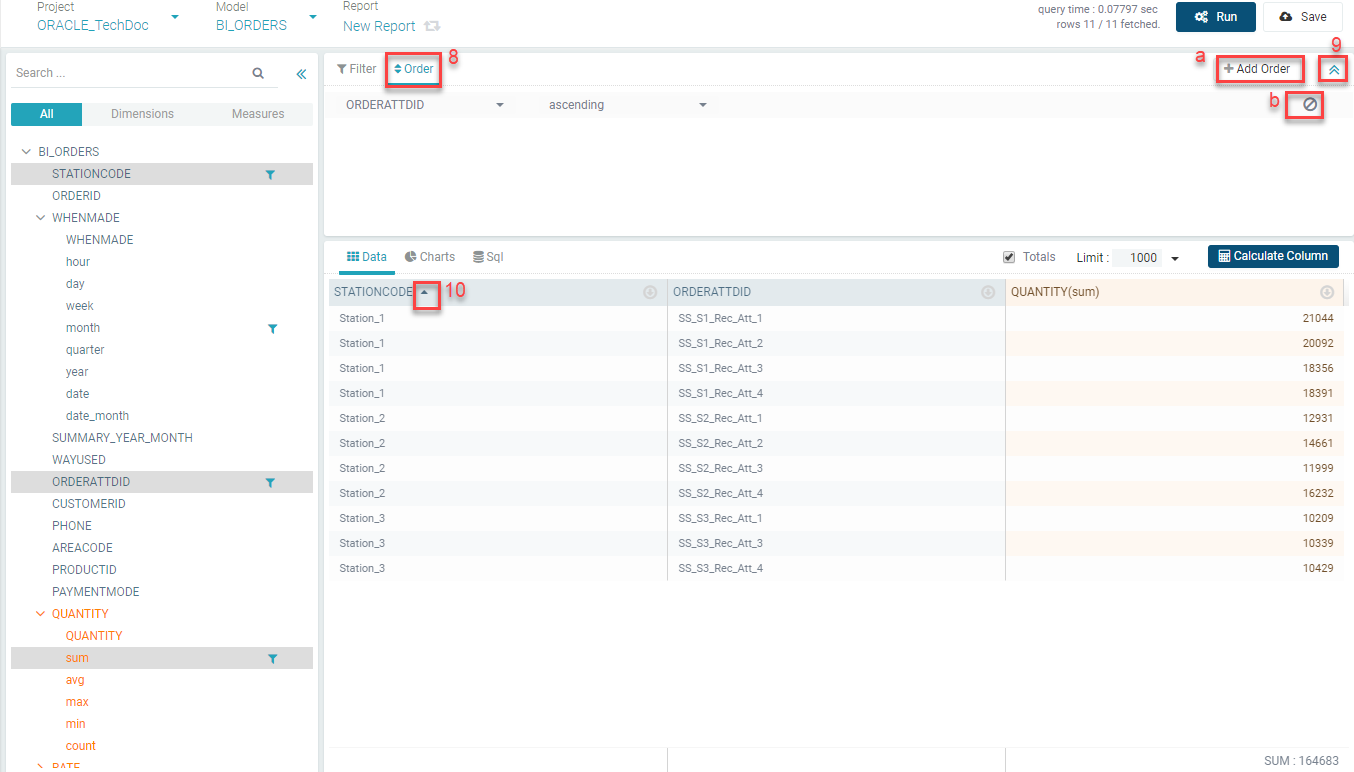 Project
ORACLE_TechDoc
Model
BI_ORDERS
Report
New Report
query time : 0.07797 sec
rows 11 / 11 fetched.
Run
Save
Search ...
All
Dimensions
Measures
BI_ORDERS
STATIONCODE
ORDERID
WHENMADE
WHENMADE
hour
day
week
month
quarter
year
date
date_month
SUMMARY_YEAR_MONTH
WAYUSED
ORDERATTDID
CUSTOMERID
PHONE
AREACODE
PRODUCTID
PAYMENTMODE
QUANTITY
QUANTITY
sum
avg
max
min
count
RATE
Filter
Order
8
a
Add Order
9
ORDERATTDID
ascending
b
Data
Charts
Sql
Totals
Limit :
1000
Calculate Column
STATIONCODE
10
ORDERATTDID
QUANTITY(sum)
Station_1 SS_S1_Rec_Att_1 21044
Station_1 SS_S1_Rec_Att_2 20092
Station_1 SS_S1_Rec_Att_3 18356
Station_1 SS_S1_Rec_Att_4 18391
Station_2 SS_S2_Rec_Att_1 12931
Station_2 SS_S2_Rec_Att_2 14661
Station_2 SS_S2_Rec_Att_3 11999
Station_2 SS_S2_Rec_Att_4 16232
Station_3 SS_S3_Rec_Att_1 10209
Station_3 SS_S3_Rec_Att_3 10339
Station_3 SS_S3_Rec_Att_4 10429
SUM : 164683